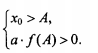 x₀ > A,
a · f(A) > 0.